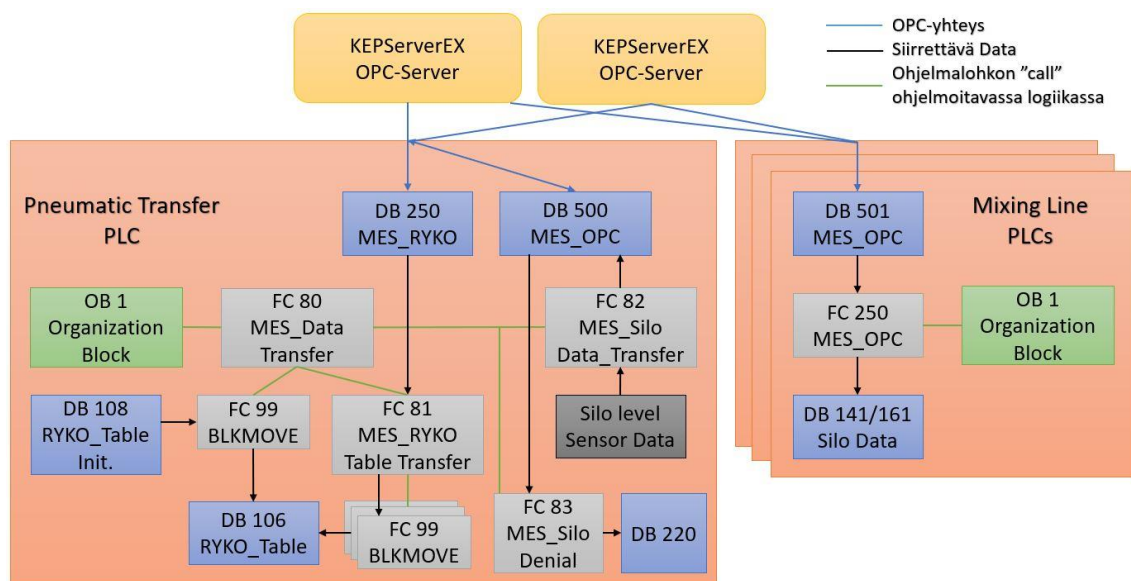 KEPServerEX
OPC-Server
KEPServerEX
OPC-Server
OPC-yhteys
Siirrettävä Data
Ohjelmalohkon ”call”
ohjelmoitavassa logiikassa
Pneumatic Transfer
PLC
DB 250
MES_RYKO
DB 500
MES_OPC
OB 1
Organization
Block
FC 80
MES_Data
Transfer
FC 82
MES_Silo
Data_Transfer
DB 108
RYKO_Table
Init.
FC 99
BLKMOVE
FC 81
MES_RYKO
Table Transfer
Silo level
Sensor Data
DB 106
RYKO_Table
FC 99
BLKMOVE
FC 83
MES_Silo
Denial
DB 220
Mixing Line
PLCs
DB 501
MES_OPC
FC 250
MES_OPC
OB 1
Organization
Block
DB 141/161
Silo Data